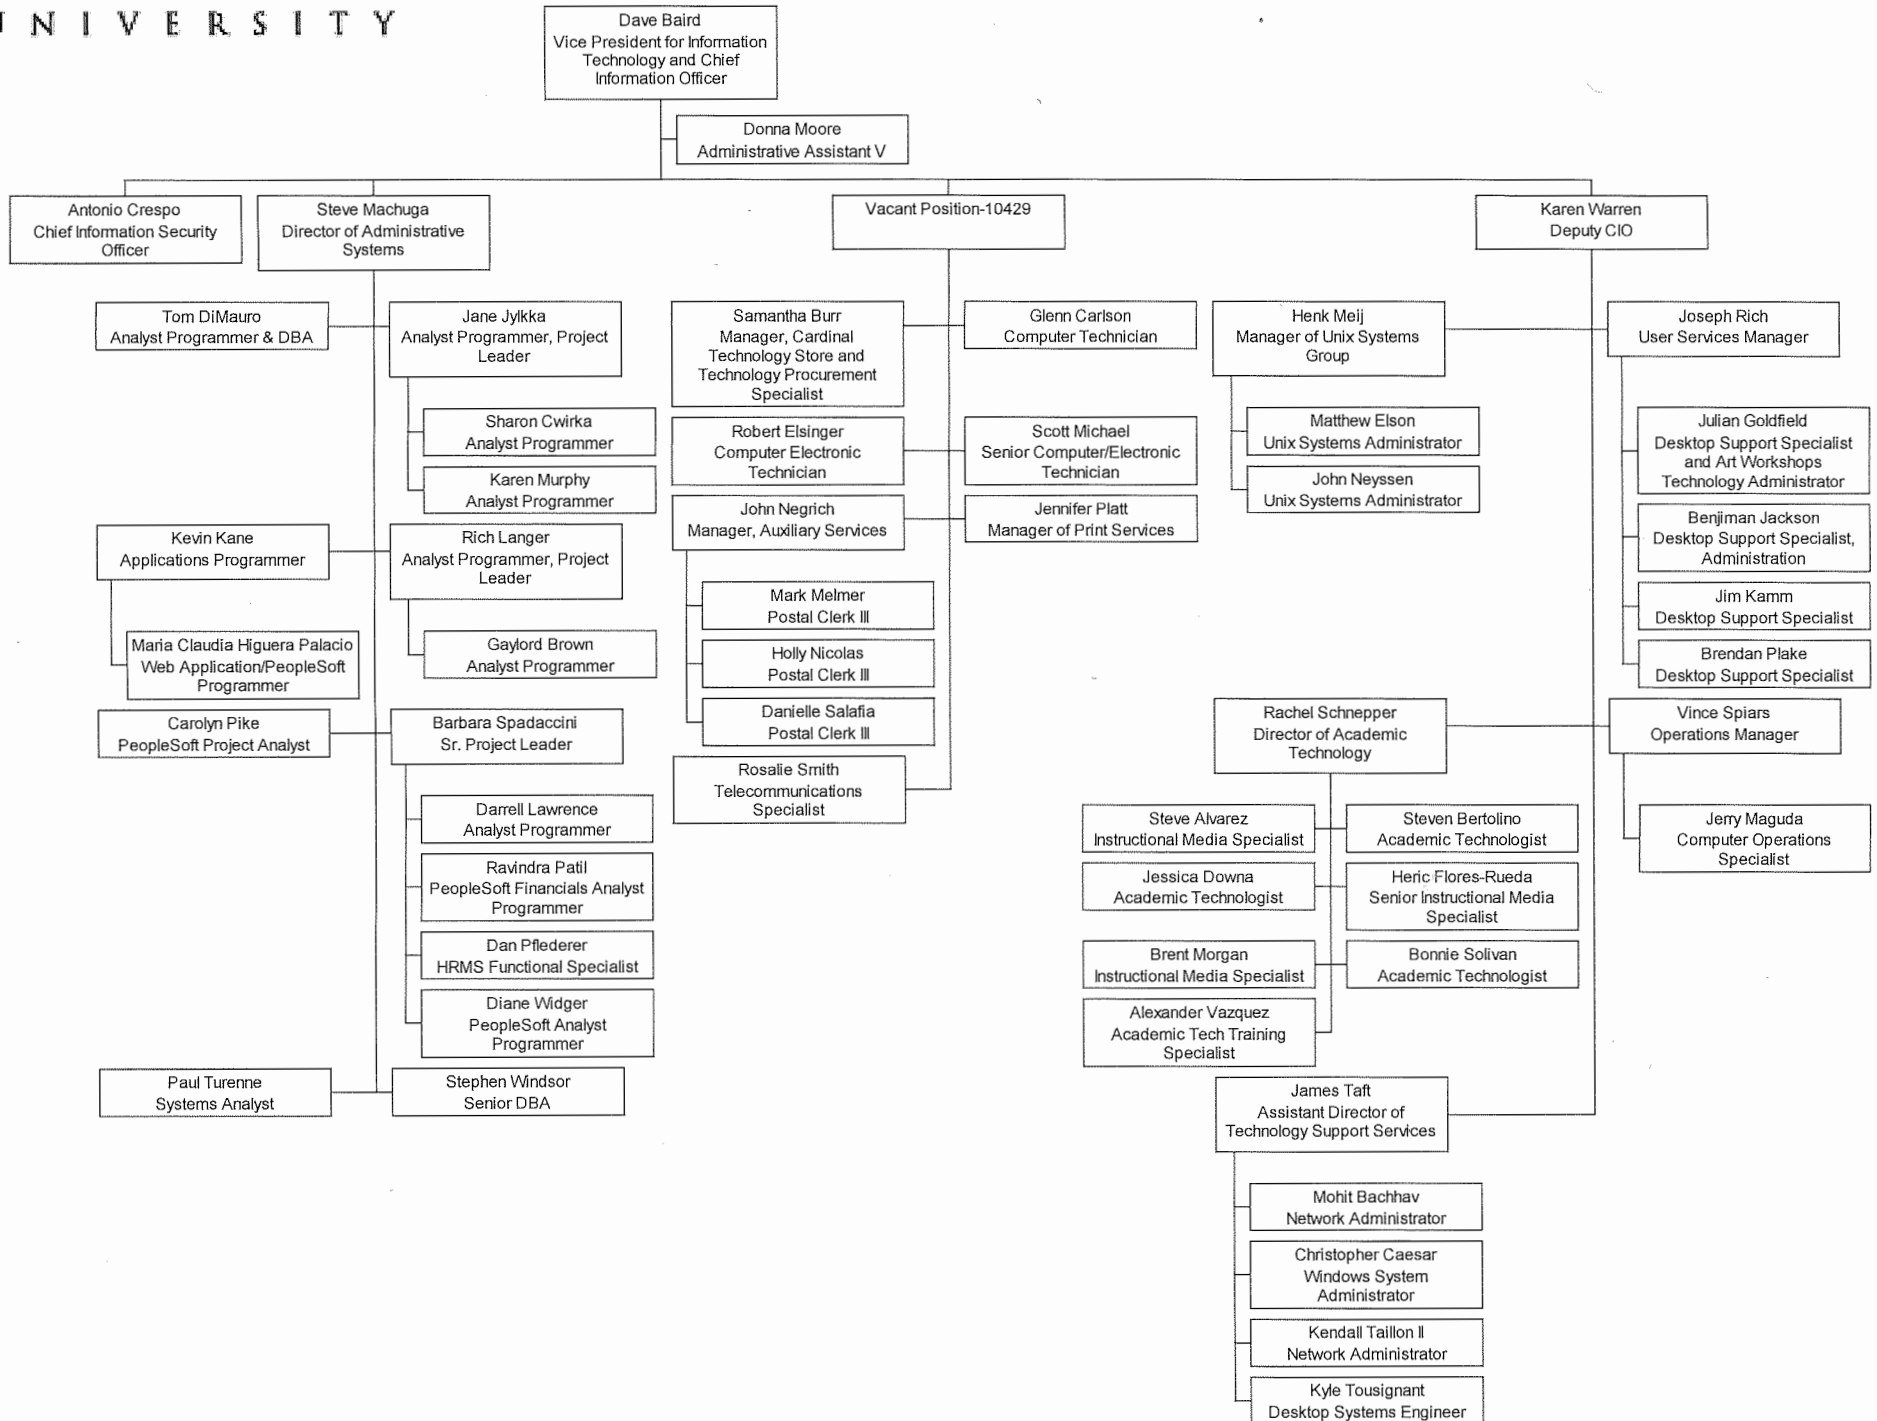 UNIVERSITY
Dave Baird
Vice President for Information
Technology and Chief
Information Officer
Donna Moore
Administrative Assistant V
Antonio Crespo
Chief Information Security
Officer
Steve Machuga
Director of Administrative
Systems
Vacant Position-10429
Karen Warren
Deputy CIO
Tom DiMauro
Analyst Programmer & DBA
Jane Jylkka
Analyst Programmer, Project
Leader
Sharon Cwirka
Analyst Programmer
Karen Murphy
Analyst Programmer
Kevin Kane
Applications Programmer
Rich Langer
Analyst Programmer, Project
Leader
Maria Claudia Higuera Palacio
Web Application/PeopleSoft
Programmer
Gaylord Brown
Analyst Programmer
Carolyn Pike
PeopleSoft Project Analyst
Barbara Spadaccini
Sr. Project Leader
Darrell Lawrence
Analyst Programmer
Ravindra Patil
PeopleSoft Financials Analyst
Programmer
Dan Pflederer
HRMS Functional Specialist
Diane Widger
PeopleSoft Analyst
Programmer
Paul Turenne
Systems Analyst
Stephen Windsor
Senior DBA
Samantha Burr
Manager, Cardinal
Technology Store and
Technology Procurement
Specialist
Glenn Carlson
Computer Technician
Robert Elsinger
Computer Electronic
Technician
Scott Michael
Senior Computer/Electronic
Technician
John Negrich
Manager, Auxiliary Services
Jennifer Platt
Manager of Print Services
Mark Melmer
Postal Clerk III
Holly Nicolas
Postal Clerk III
Danielle Salafia
Postal Clerk III
Rosalie Smith
Telecommunications
Specialist
Henk Meij
Manager of Unix Systems
Group
Joseph Rich
User Services Manager
Matthew Elson
Unix Systems Administrator
John Neyssen
Unix Systems Administrator
Julian Goldfield
Desktop Support Specialist
and Art Workshops
Technology Administrator
Benjiman Jackson
Desktop Support Specialist,
Administration
Jim Kamm
Desktop Support Specialist
Brendan Plake
Desktop Support Specialist
Rachel Schnepper
Director of Academic
Technology
Vince Spiars
Operations Manager
Steve Alvarez
Instructional Media Specialist
Steven Bertolino
Academic Technologist
Jerry Maguda
Computer Operations
Specialist
Jessica Downa
Academic Technologist
Heric Flores-Rueda
Senior Instructional Media
Specialist
Brent Morgan
Instructional Media Specialist
Bonnie Solivan
Academic Technologist
Alexander Vazquez
Academic Tech Training
Specialist
James Taft
Assistant Director of
Technology Support Services
Mohit Bachhav
Network Administrator
Christopher Caesar
Windows System
Administrator
Kendall Taillon II
Network Administrator
Kyle Tousignant
Desktop Systems Engineer